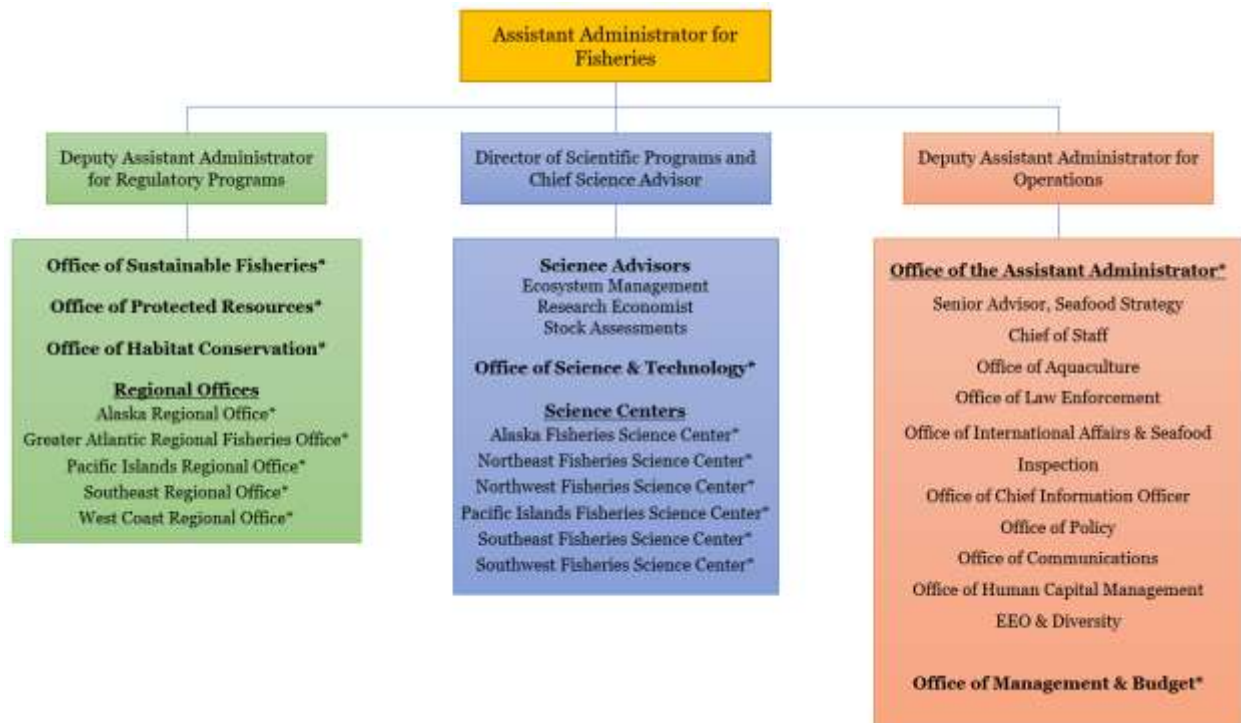 Assistant Administrator for
Fisheries
Deputy Assistant Administrator
for Regulatory Programs
Director of Scientific Programs and
Chief Science Advisor
Deputy Assistant Administrator for
Operations
Office of Sustainable Fisheries*
Office of Protected Resources*
Office of Habitat Conservation*
Regional Offices
Alaska Regional Office*
Greater Atlantic Regional Fisheries Office*
Pacific Islands Regional Office*
Southeast Regional Office*
West Coast Regional Office*
Science Advisors
Ecosystem Management
Research Economist
Stock Assessments
Office of Science & Technology*
Science Centers
Alaska Fisheries Science Center*
Northeast Fisheries Science Center*
Northwest Fisheries Science Center*
Pacific Islands Fisheries Science Center*
Southeast Fisheries Science Center*
Southwest Fisheries Science Center*
Office of the Assistant Administrator*
Senior Advisor, Seafood Strategy
Chief of Staff
Office of Aquaculture
Office of Law Enforcement
Office of International Affairs & Seafood
Inspection
Office of Chief Information Officer
Office of Policy
Office of Communications
Office of Human Capital Management
EEO & Diversity
Office of Management & Budget*